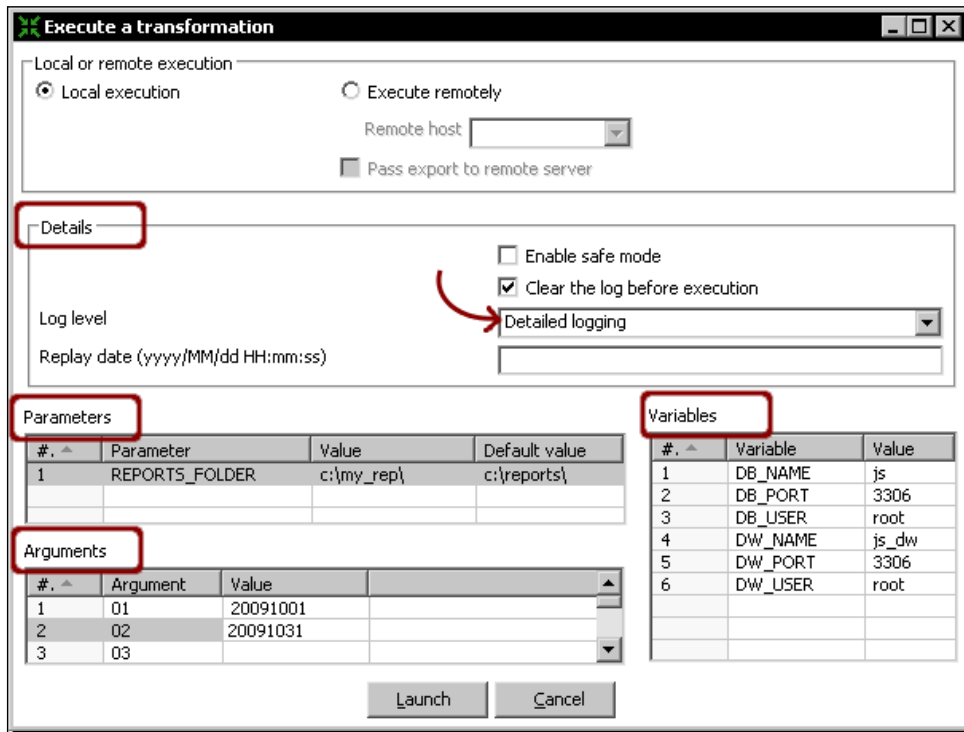 Execute a transformation
Local or remote execution
Local execution
Execute remotely
Remote host
Pass export to remote server
Details
Enable safe mode
Clear the log before execution
Log level
Detailed logging
Replay date (yyyy/MM/dd HH:mm:ss)
Parameters
#. Parameter Value Default value
1 REPORTS_FOLDER c:\my_rep\ c:\reports\
Arguments
#. Argument Value
1 01 20091001
2 02 20091031
3 03
Variables
#. Variable Value
1 DB_NAME js
2 DB_PORT 3306
3 DB_USER root
4 DW_NAME js_dw
5 DW_PORT 3306
6 DW_USER root
Launch
Cancel